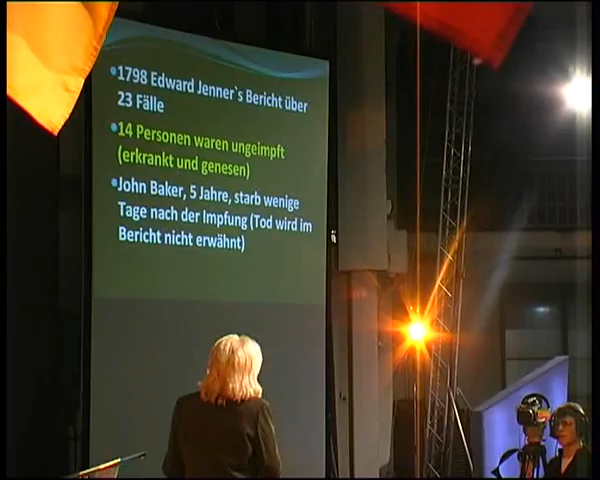 •1798 Edward Jenner`s Bericht über
23 Fälle
•14 Personen waren ungeimpft
(erkrankt und genesen)
•John Baker, 5 Jahre, starb wenige
Tage nach der Impfung (Tod wird im
Bericht nicht erwähnt)